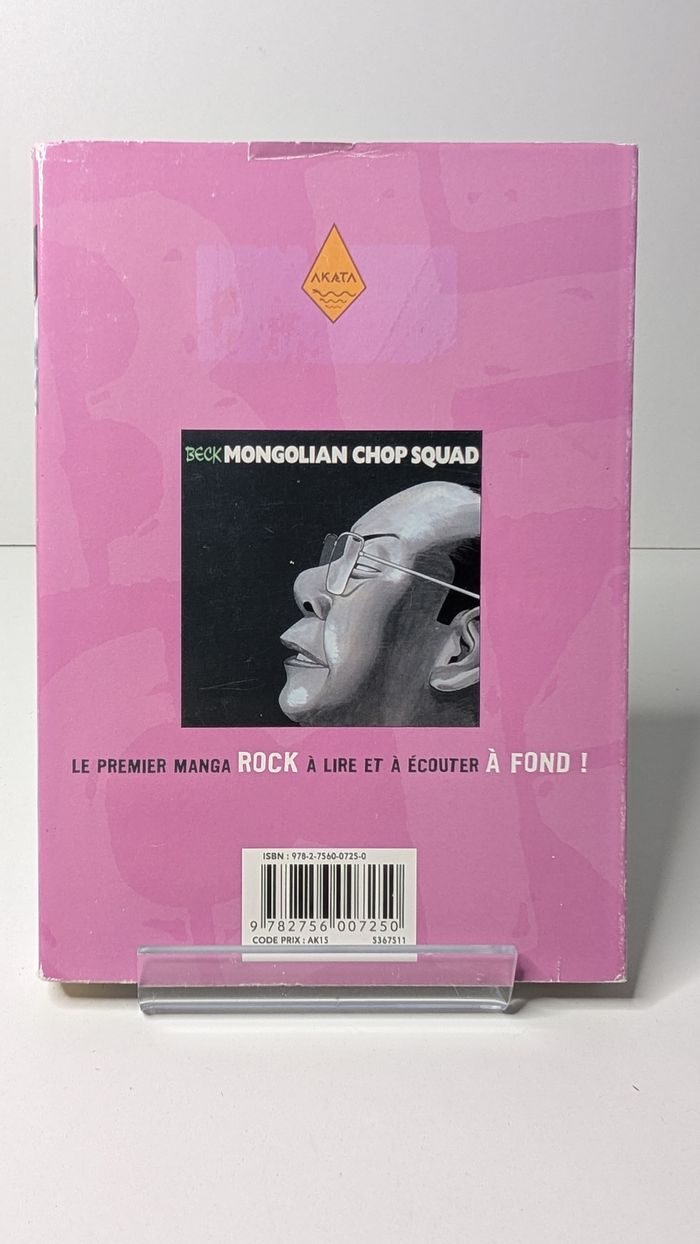 AKATA
BECK MONGOLIAN CHOP SQUAD
LE PREMIER MANGA ROCK À LIRE ET À ÉCOUTER À FOND !
ISBN : 978-2-7560-0725-0
9 782756 007250
CODE PRIX : AK15 5367511